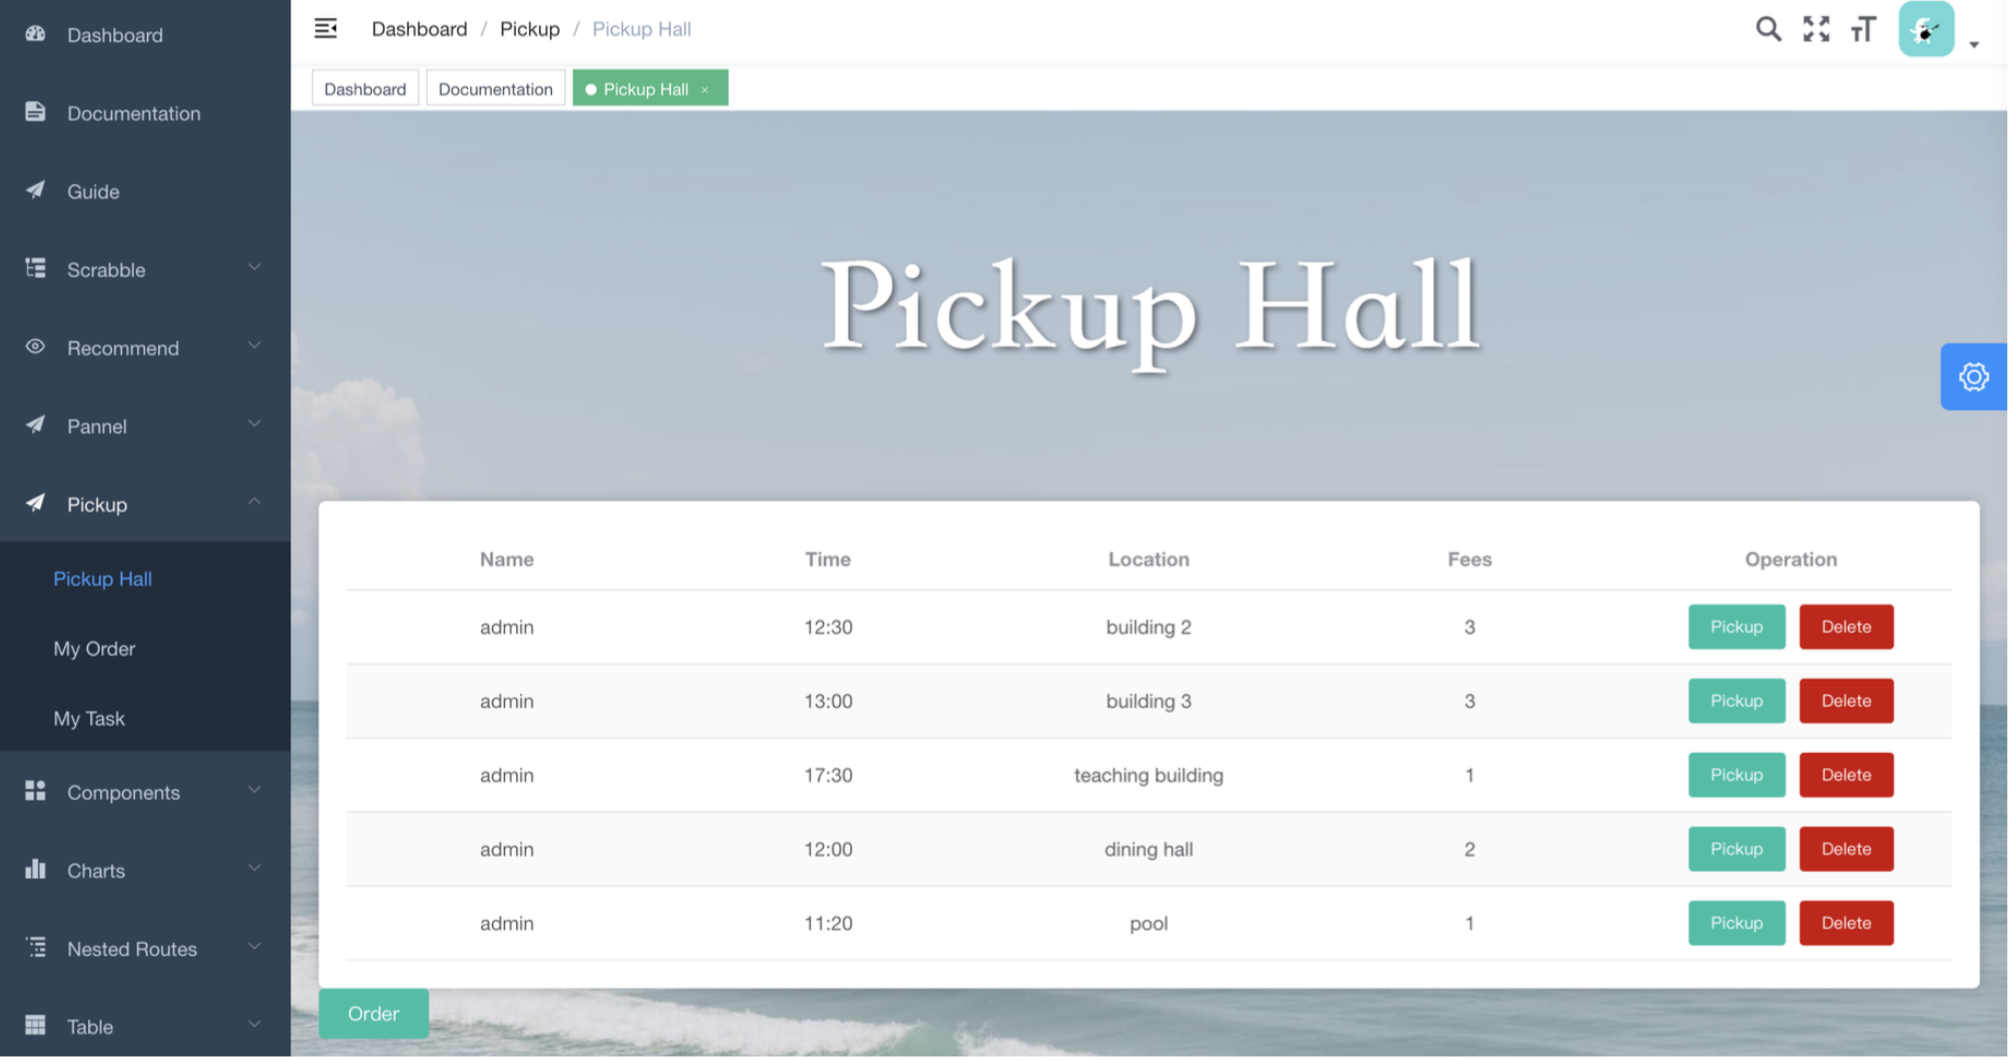 Dashboard
Documentation
Guide
Scrabble
Recommend
Pannel
Pickup
Pickup Hall
My Order
My Task
Components
Charts
Nested Routes
Table
Dashboard / Pickup / Pickup Hall
Dashboard Documentation Pickup Hall ×
Pickup Hall
Name Time Location Fees Operation
admin 12:30 building 2 3 Pickup Delete
admin 13:00 building 3 3 Pickup Delete
admin 17:30 teaching building 1 Pickup Delete
admin 12:00 dining hall 2 Pickup Delete
admin 11:20 pool 1 Pickup Delete
Order